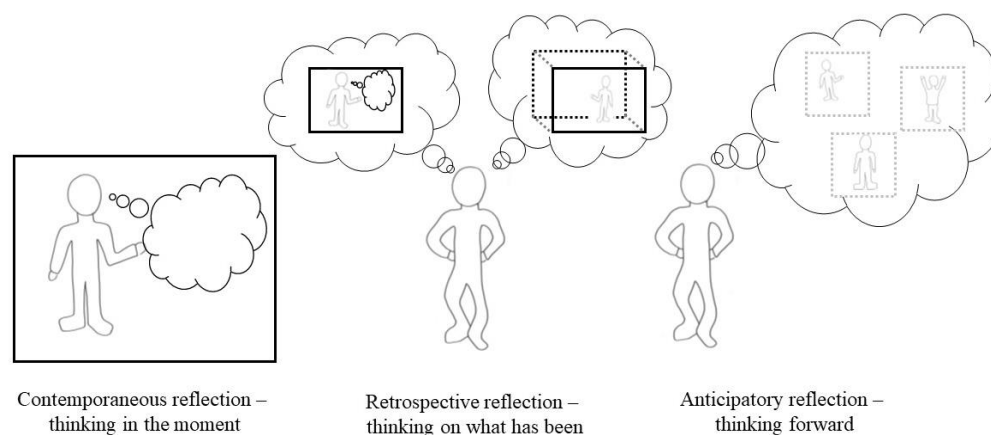 Contemporaneous reflection –
thinking in the moment
Retrospective reflection –
thinking on what has been
Anticipatory reflection –
thinking forward